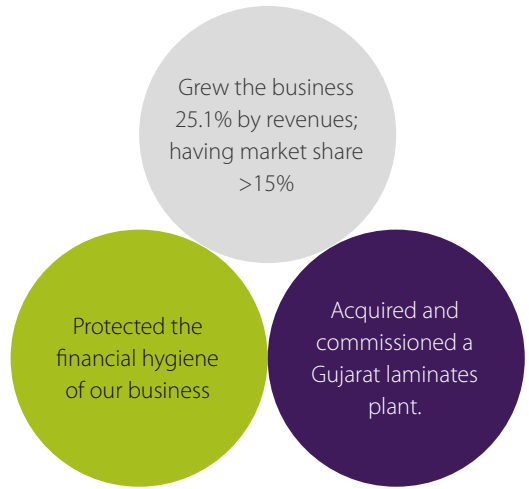 Grew the business
25.1% by revenues;
having market share
>15%
Protected the
financial hygiene
of our business
Acquired and
commissioned a
Gujarat laminates
plant.